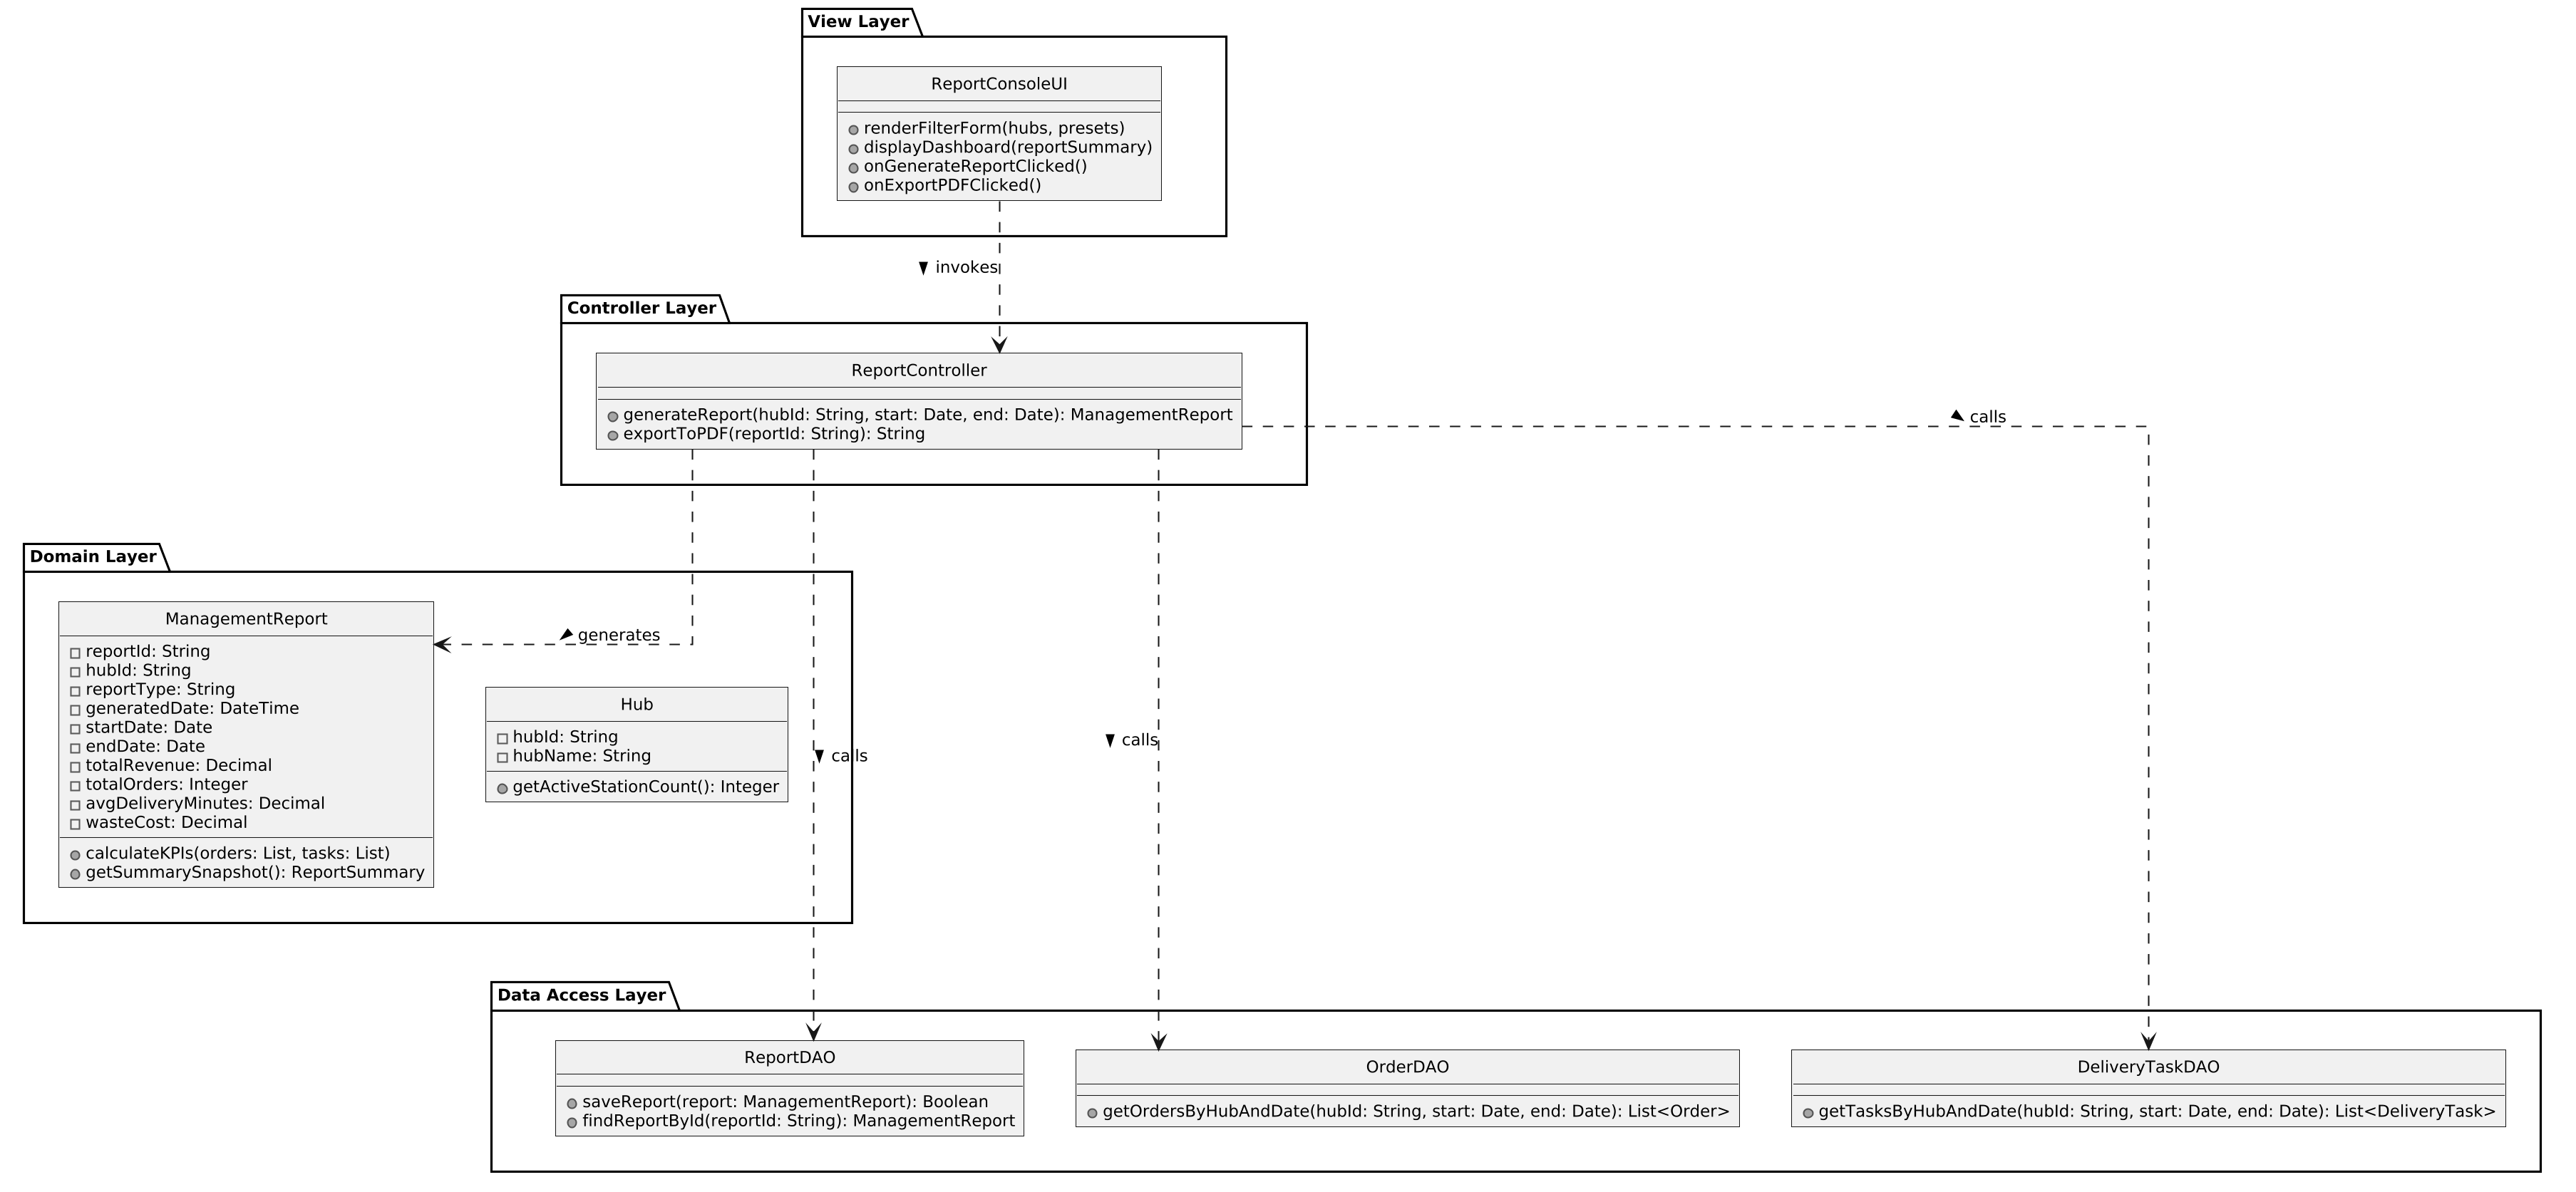 View Layer
ReportConsoleUI
renderFilterForm(hubs, presets)
displayDashboard(reportSummary)
onGenerateReportClicked()
onExportPDFClicked()
invokes
Controller Layer
ReportController
generateReport(hubId: String, start: Date, end: Date): ManagementReport
exportToPDF(reportId: String): String
calls
Domain Layer
ManagementReport
reportId: String
hubId: String
reportType: String
generatedDate: DateTime
startDate: Date
endDate: Date
totalRevenue: Decimal
totalOrders: Integer
avgDeliveryMinutes: Decimal
wasteCost: Decimal
calculateKPIs(orders: List, tasks: List)
getSummarySnapshot(): ReportSummary
generates
Hub
hubId: String
hubName: String
getActiveStationCount(): Integer
calls
calls
Data Access Layer
ReportDAO
saveReport(report: ManagementReport): Boolean
findReportById(reportId: String): ManagementReport
OrderDAO
getOrdersByHubAndDate(hubId: String, start: Date, end: Date): List<Order>
DeliveryTaskDAO
getTasksByHubAndDate(hubId: String, start: Date, end: Date): List<DeliveryTask>